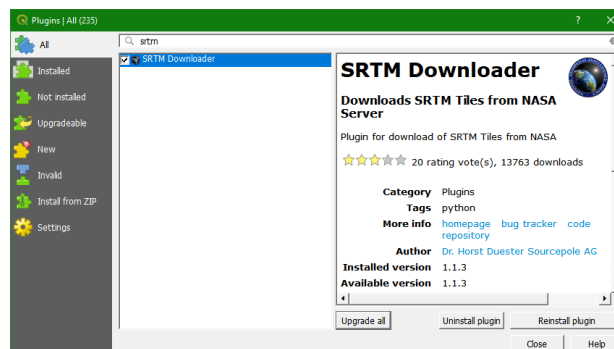 Plugins | All (235)
?
All
srtm
Installed
Not installed
Upgradeable
New
Invalid
Install from ZIP
Settings
SRTM Downloader
SRTM Downloader
Downloads SRTM Tiles from NASA
Server
Plugin for download of SRTM Tiles from NASA
20 rating vote(s), 13763 downloads
Category Plugins
Tags python
More info homepage bug tracker code
repository
Author Dr. Horst Duester Sourcepole AG
Installed version 1.1.3
Available version 1.1.3
Upgrade all Uninstall plugin Reinstall plugin
Close Help